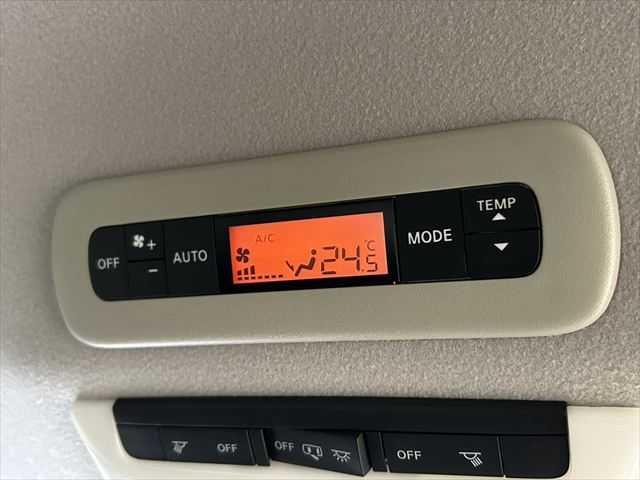 OFF + - AUTO A/C 24.5 °C MODE TEMP
OFF OFF OFF